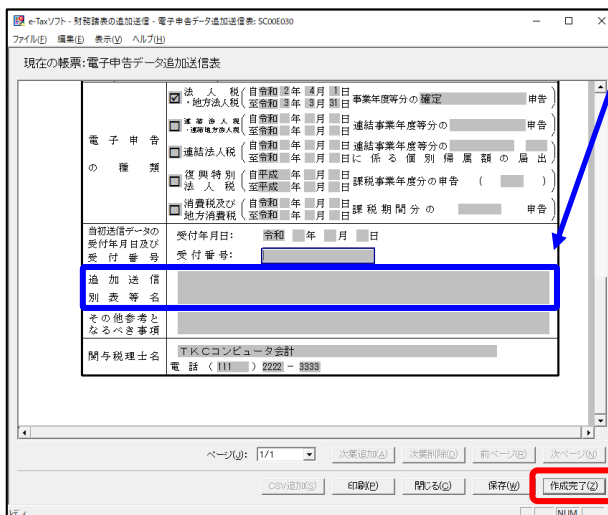 e-Taxソフト - 財務諸表の追加送信 - 電子申告データ追加送信表: SC00E030
ファイル(F) 編集(E) 表示(V) ヘルプ(H)
現在の帳票:電子申告データ追加送信表
電子申告の種類
法人税・地方法人税 自令和 2年 4月 1日 至令和 3年 3月 31日 事業年度等分の 確定 申告
連結法人税・連結地方法人税 自令和 年 月 日 至令和 年 月 日 連結事業年度等分の 申告
連結法人税 自令和 年 月 日 至令和 年 月 日 連結事業年度等分の に係る個別帰属額の届出
復興特別法人税 自平成 年 月 日 至平成 年 月 日 課税事業年度分の申告 ( )
消費税及び地方消費税 自令和 年 月 日 至令和 年 月 日 課税期間分の 申告
当初送信データの受付年月日及び受付番号
受付年月日: 令和 年 月 日
受付番号:
追加送信
別表等名
その他参考と
なるべき事項
関与税理士名 TKCコンピュータ会計
電話 ( 111 ) 2222 - 3333
ページ(J): 1/1 次葉追加(A) 次葉削除(D) 前ページ(R) 次ページ(N)
CSV追加(S) 印刷(P) 閉じる(C) 保存(W) 作成完了(Z)
レディ NUM